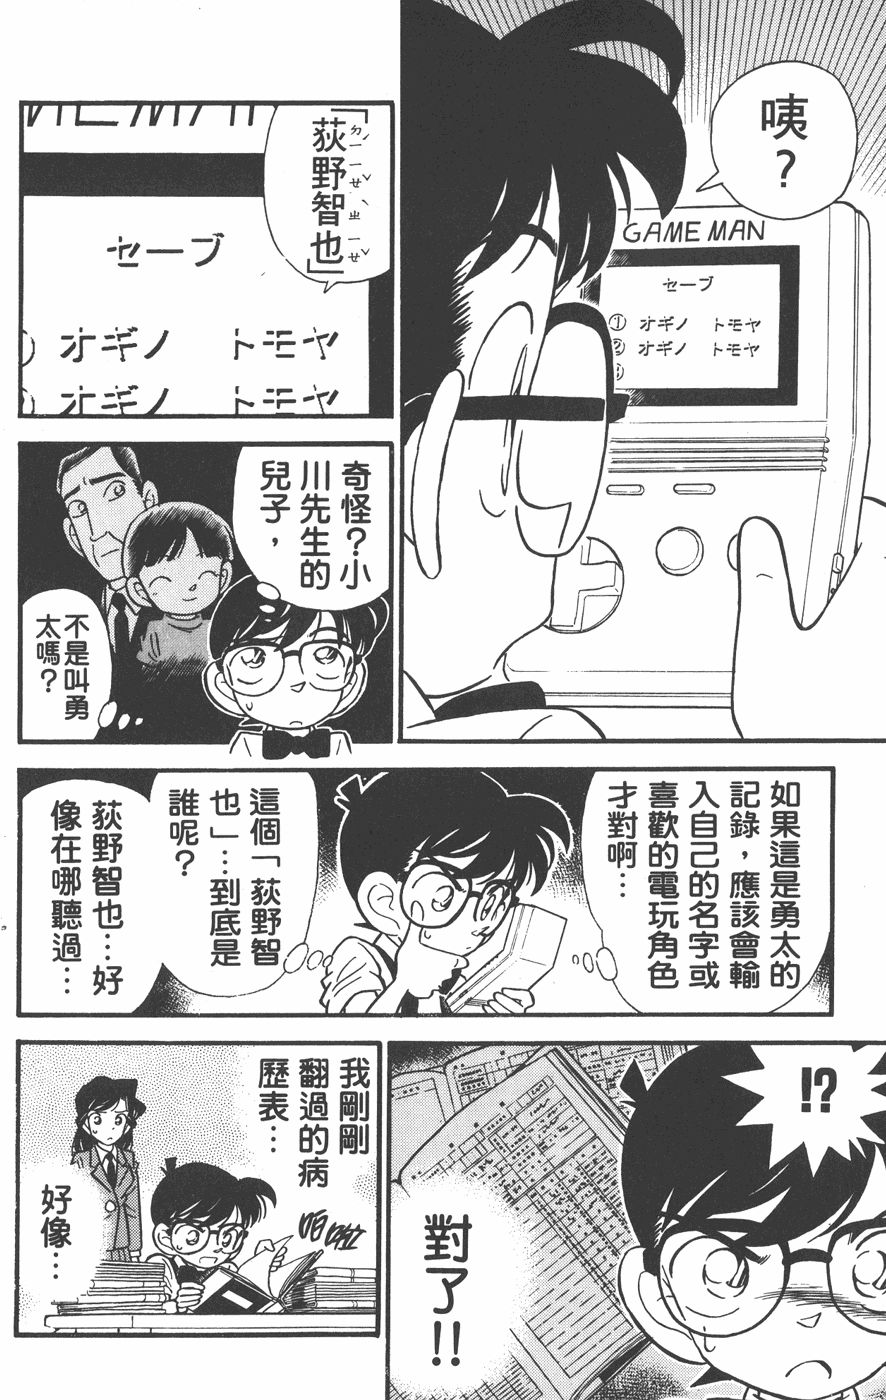 咦?
GAME MAN
セーブ
① オギノ トモヤ
② オギノ トモヤ
③
「荻野智也」
ㄉㄧˊ ㄧㄝˇ ㄓˋ ㄧㄝˇ
セーブ
オギノ トモヤ
オギノ トモヤ
奇怪?小
川先生的
兒子,
不是叫勇
太嗎?
如果這是勇太的
記錄,應該會輸
入自己的名字或
喜歡的電玩角色
才對啊…
這個「荻野智
也」…到底是
誰呢?
荻野智也…好
像在哪聽過…
!?
對了!!
我剛剛
翻過的病
歷表…
好像…